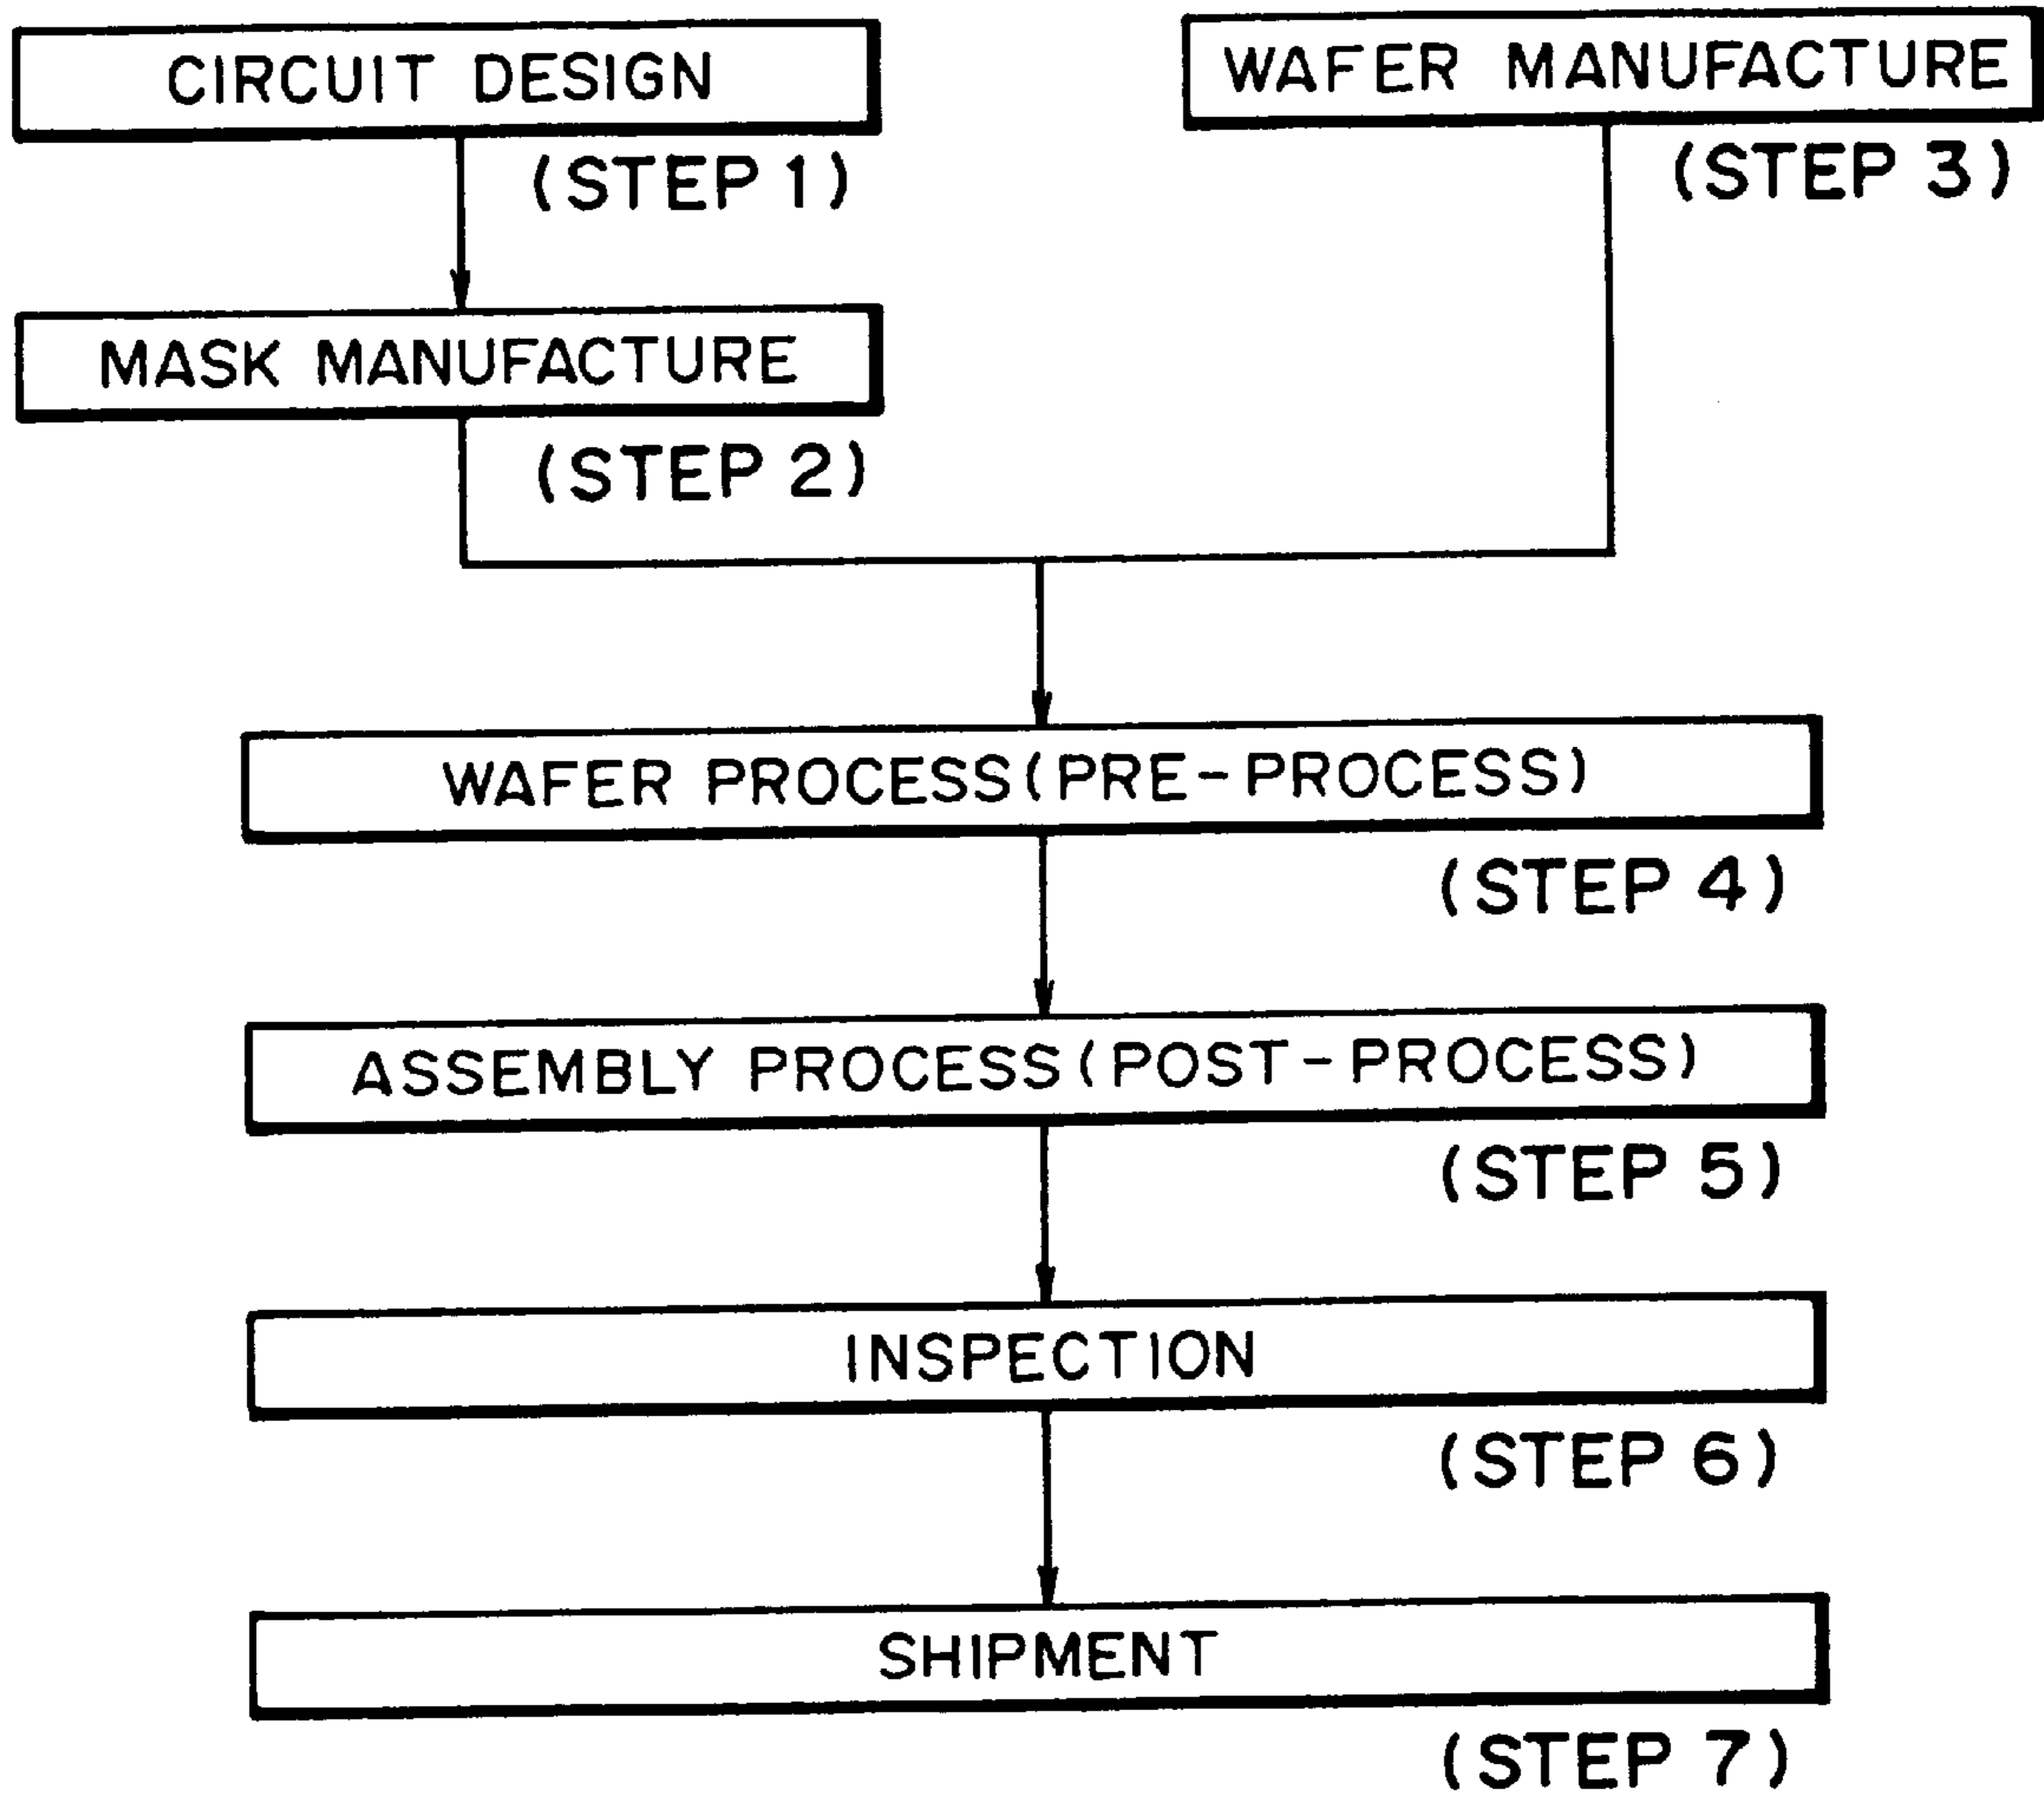 CIRCUIT DESIGN
(STEP 1)
MASK MANUFACTURE
(STEP 2)
WAFER MANUFACTURE
(STEP 3)
WAFER PROCESS(PRE-PROCESS)
(STEP 4)
ASSEMBLY PROCESS(POST-PROCESS)
(STEP 5)
INSPECTION
(STEP 6)
SHIPMENT
(STEP 7)